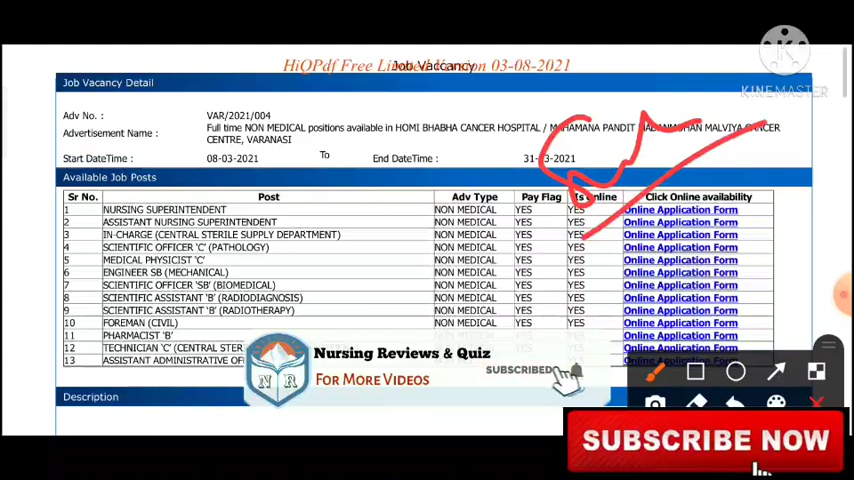 HiQPdf Free Version 03-08-2021
Job Vaccancy
KINEMASTER
Job Vacancy Detail
Adv No. : VAR/2021/004
Advertisement Name : Full time NON MEDICAL positions available in HOMI BHABHA CANCER HOSPITAL / MAHAMANA PANDIT MADANMOHAN MALVIYA CANCER
CENTRE, VARANASI
Start DateTime : 08-03-2021 To End DateTime : 31-03-2021
Available Job Posts
Sr No. Post Adv Type Pay Flag Is online Click Online availability
1 NURSING SUPERINTENDENT NON MEDICAL YES YES Online Application Form
2 ASSISTANT NURSING SUPERINTENDENT NON MEDICAL YES YES Online Application Form
3 IN-CHARGE (CENTRAL STERILE SUPPLY DEPARTMENT) NON MEDICAL YES YES Online Application Form
4 SCIENTIFIC OFFICER 'C' (PATHOLOGY) NON MEDICAL YES YES Online Application Form
5 MEDICAL PHYSICIST 'C' NON MEDICAL YES YES Online Application Form
6 ENGINEER SB (MECHANICAL) NON MEDICAL YES YES Online Application Form
7 SCIENTIFIC OFFICER 'SB' (BIOMEDICAL) NON MEDICAL YES YES Online Application Form
8 SCIENTIFIC ASSISTANT 'B' (RADIODIAGNOSIS) NON MEDICAL YES YES Online Application Form
9 SCIENTIFIC ASSISTANT 'B' (RADIOTHERAPY) NON MEDICAL YES YES Online Application Form
10 FOREMAN (CIVIL) NON MEDICAL YES YES Online Application Form
11 PHARMACIST 'B' Online Application Form
12 TECHNICIAN 'C' (CENTRAL Online Application Form
13 ASSISTANT ADMINISTRATIVE Online Application Form
N R
Nursing Reviews & Quiz
FOR MORE VIDEOS
SUBSCRIBED
Description
SUBSCRIBE NOW